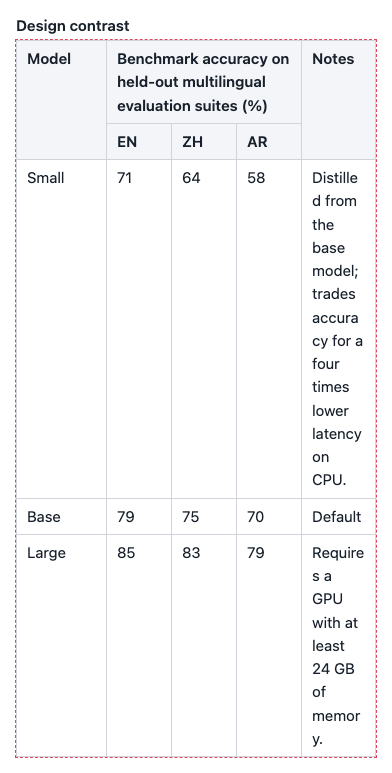 Design contrast
Model
Benchmark accuracy on
held-out multilingual
evaluation suites (%)
Notes
EN ZH AR
Small 71 64 58
Distille
d from
the
base
model;
trades
accura
cy for a
four
times
lower
latency
on
CPU.
Base 79 75 70 Default
Large 85 83 79
Require
s a
GPU
with at
least
24 GB
of
memor
y.